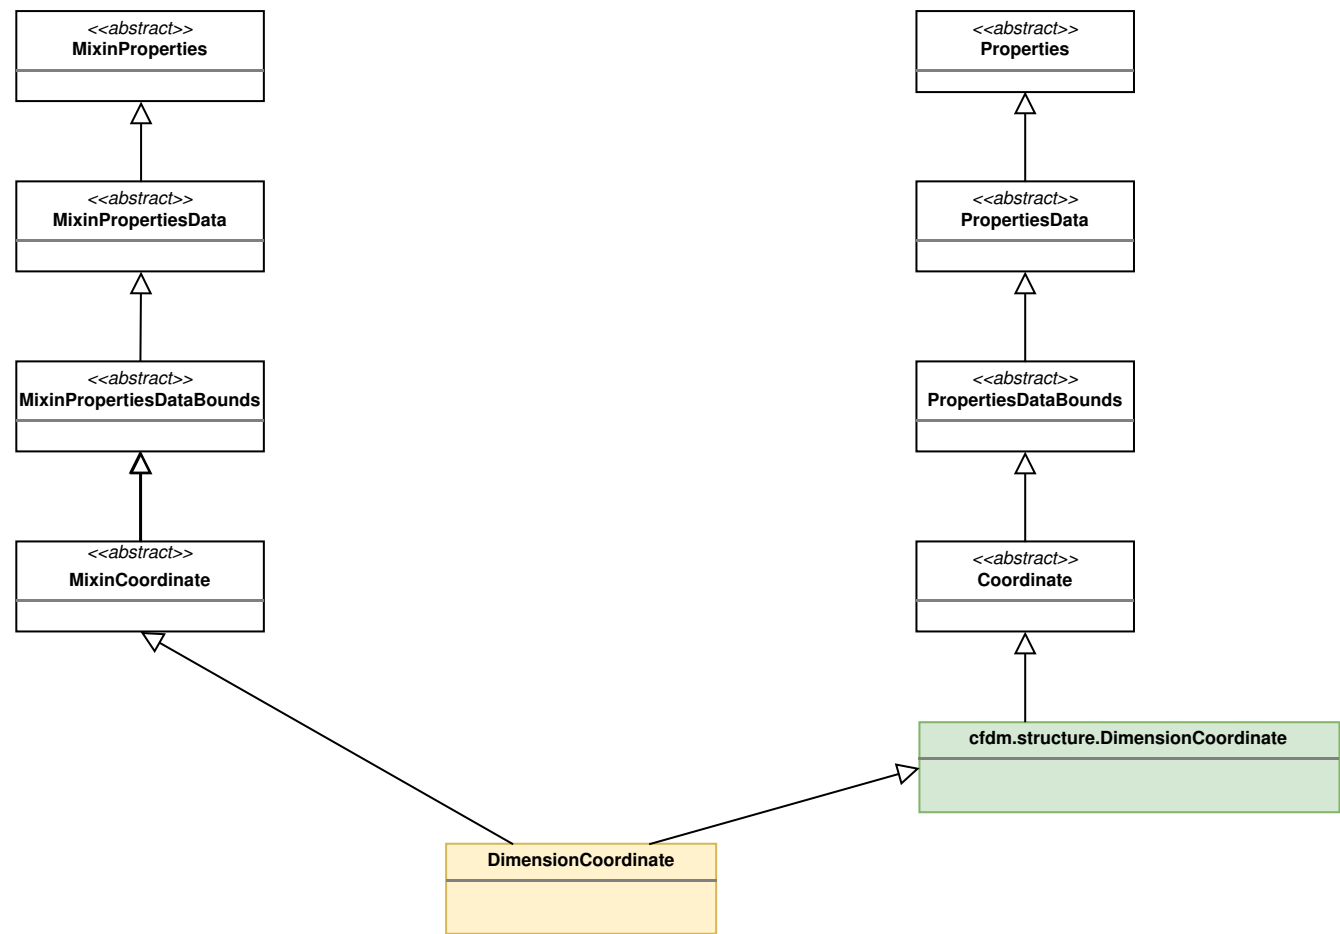 <<abstract>>
MixinProperties
<<abstract>>
Properties
<<abstract>>
MixinPropertiesData
<<abstract>>
PropertiesData
<<abstract>>
MixinPropertiesDataBounds
<<abstract>>
PropertiesDataBounds
<<abstract>>
MixinCoordinate
<<abstract>>
Coordinate
cfdm.structure.DimensionCoordinate
DimensionCoordinate